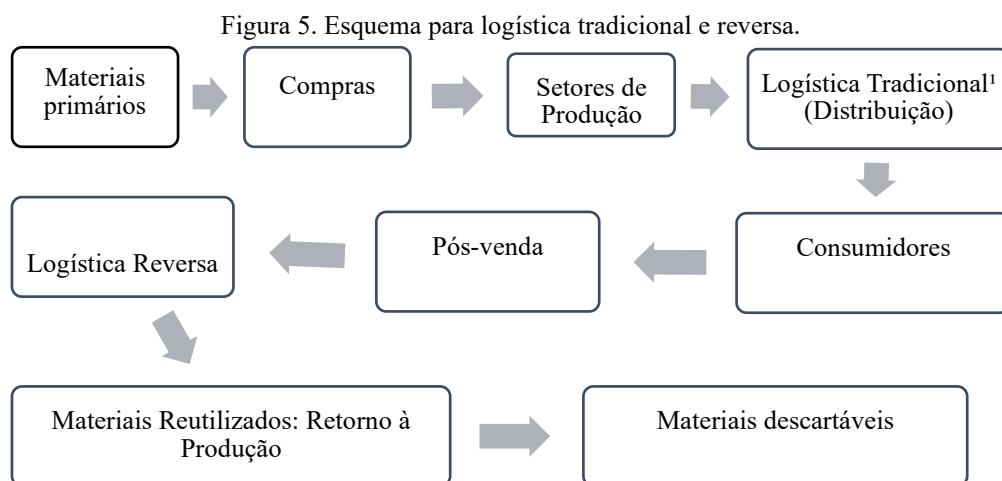 Figura 5. Esquema para logística tradicional e reversa.
Materiais
primários
Compras
Setores de
Produção
Logística Tradicional¹
(Distribuição)
Logística Reversa
Pós-venda
Consumidores
Materiais Reutilizados: Retorno à
Produção
Materiais descartáveis